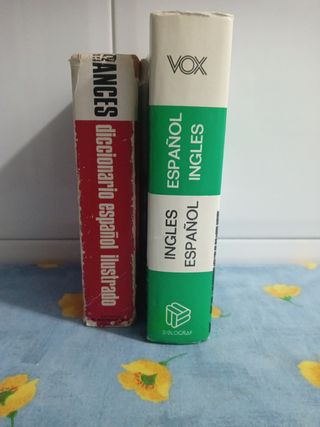 ANCES
diccionario español ilustrado
VOX
ESPAÑOL
INGLES
INGLES
ESPAÑOL
BIBLOGRAF